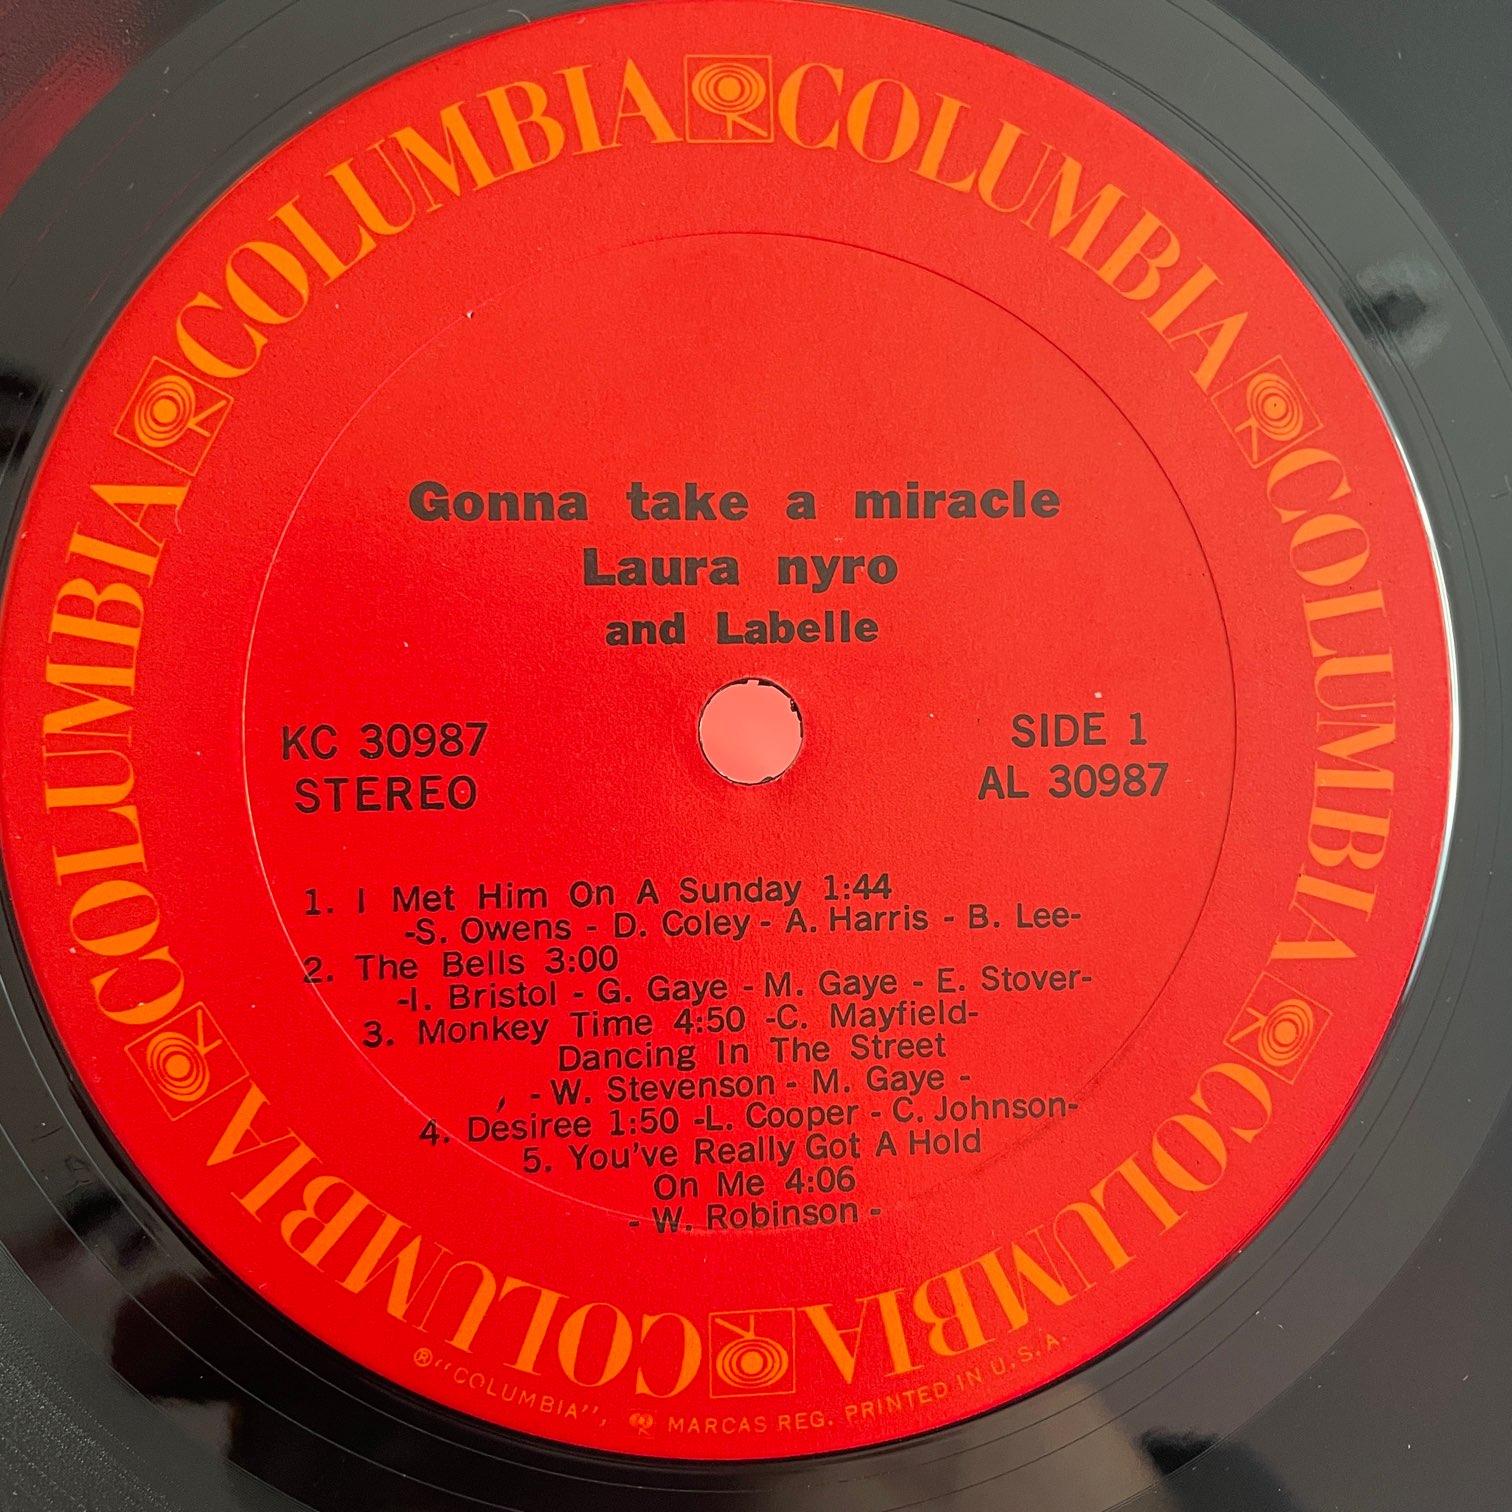 COLUMBIA COLUMBIA COLUMBIA COLUMBIA COLUMBIA COLUMBIA
Gonna take a miracle
Laura nyro
and Labelle
KC 30987
STEREO
SIDE 1
AL 30987
1. I Met Him On A Sunday 1:44
-S. Owens - D. Coley - A. Harris - B. Lee-
2. The Bells 3:00
-I. Bristol - G. Gaye - M. Gaye - E. Stover-
3. Monkey Time 4:50 -C. Mayfield-
Dancing In The Street
- W. Stevenson - M. Gaye -
4. Désiree 1:50 -L. Cooper - C. Johnson-
5. You've Really Got A Hold
On Me 4:06
- W. Robinson -
®"COLUMBIA", MARCAS REG. PRINTED IN U.S.A.